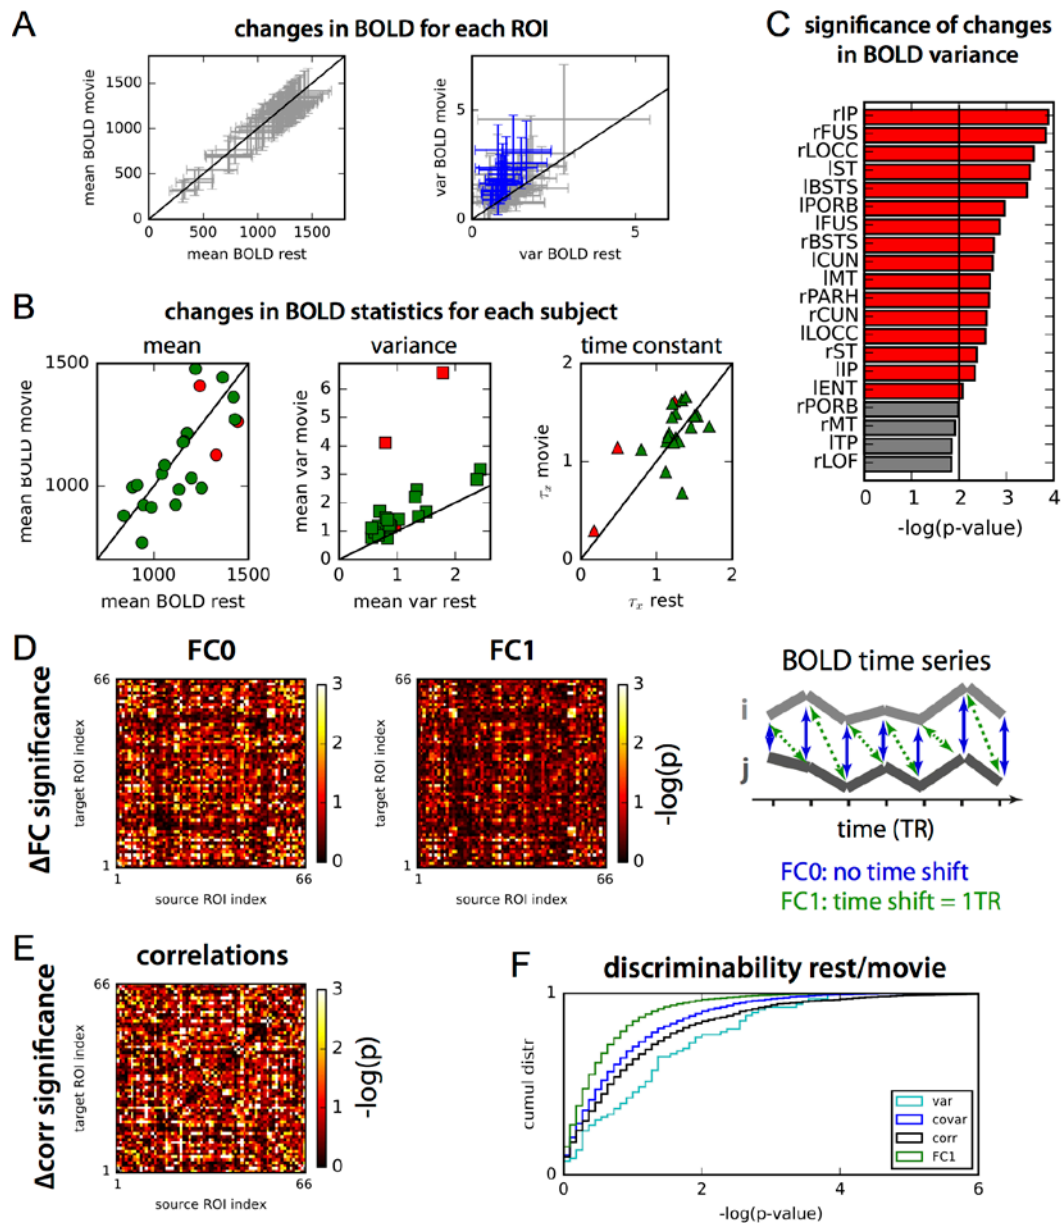 A
changes in BOLD for each ROI
mean BOLD movie
1500
1000
500
0
0
500
1000
1500
mean BOLD rest
var BOLD movie
5
0
0
2
4
6
var BOLD rest
C
significance of changes
in BOLD variance
rIP
rFUS
rLOCC
lST
lBSTS
lPORB
lFUS
rBSTS
lCUN
lMT
rPARH
rCUN
lLOCC
rST
lIP
lENT
rPORB
rMT
lTP
rLOF
0
1
2
3
4
-log(p-value)
B
changes in BOLD statistics for each subject
mean
mean BOLD movie
1500
1000
1000
1500
mean BOLD rest
variance
mean var movie
6
5
4
3
2
1
0
0
1
2
mean var rest
time constant
τx movie
2
1
0
0
1
2
τx rest
D
ΔFC significance
FC0
66
target ROI index
1
1
66
source ROI index
3
2
1
0
FC1
66
target ROI index
1
1
66
source ROI index
3
2
1
0
-log(p)
BOLD time series
i
j
time (TR)
FC0: no time shift
FC1: time shift = 1TR
E
Δcorr significance
correlations
66
target ROI index
1
1
66
source ROI index
3
2
1
0
-log(p)
F
discriminability rest/movie
cumul distr
1
0
0
2
4
6
-log(p-value)
var
covar
corr
FC1